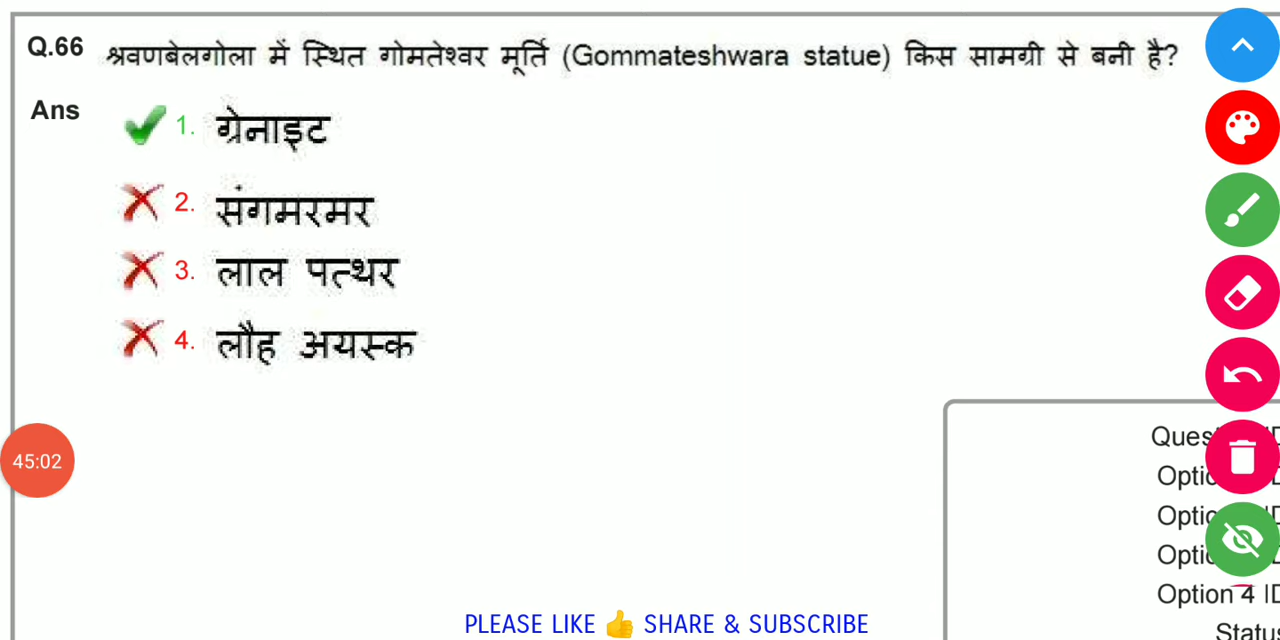 Q.66 श्रवणबेलगोला में स्थित गोमतेश्वर मूर्ति (Gommateshwara statue) किस सामग्री से बनी है?
Ans
1. ग्रेनाइट
2. संगमरमर
3. लाल पत्थर
4. लौह अयस्क
45:02
Option 4
PLEASE LIKE 👍 SHARE & SUBSCRIBE